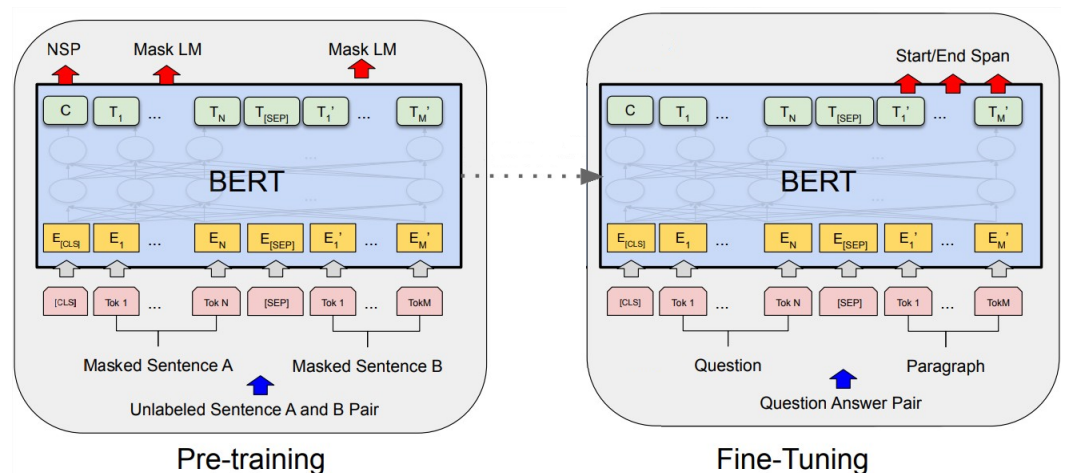 NSP Mask LM Mask LM
C T1 ... TN T[SEP] T1' ... TM'
...
BERT
...
E[CLS] E1 ... EN E[SEP] E1' ... EM'
[CLS] Tok 1 ... Tok N [SEP] Tok 1 ... TokM
Masked Sentence A Masked Sentence B
Unlabeled Sentence A and B Pair
Pre-training
Start/End Span
C T1 ... TN T[SEP] T1' ... TM'
...
BERT
...
E[CLS] E1 ... EN E[SEP] E1' ... EM'
[CLS] Tok 1 ... Tok N [SEP] Tok 1 ... TokM
Question Paragraph
Question Answer Pair
Fine-Tuning